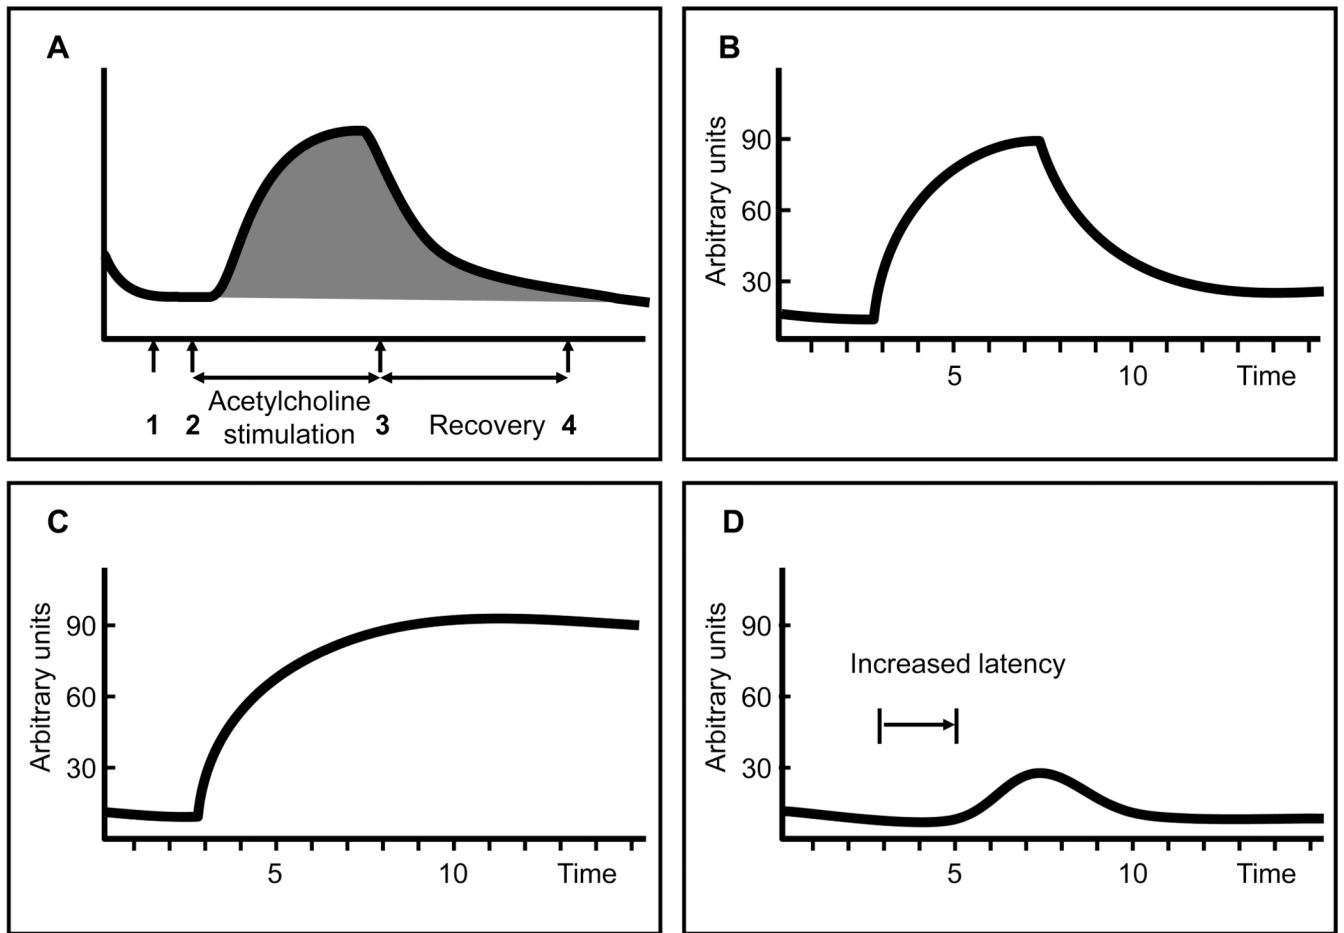 A
1 2 Acetylcholine stimulation 3 Recovery 4
B
Arbitrary units
90
60
30
5 10 Time
C
Arbitrary units
90
60
30
5 10 Time
D
Arbitrary units
90
60
30
Increased latency
5 10 Time